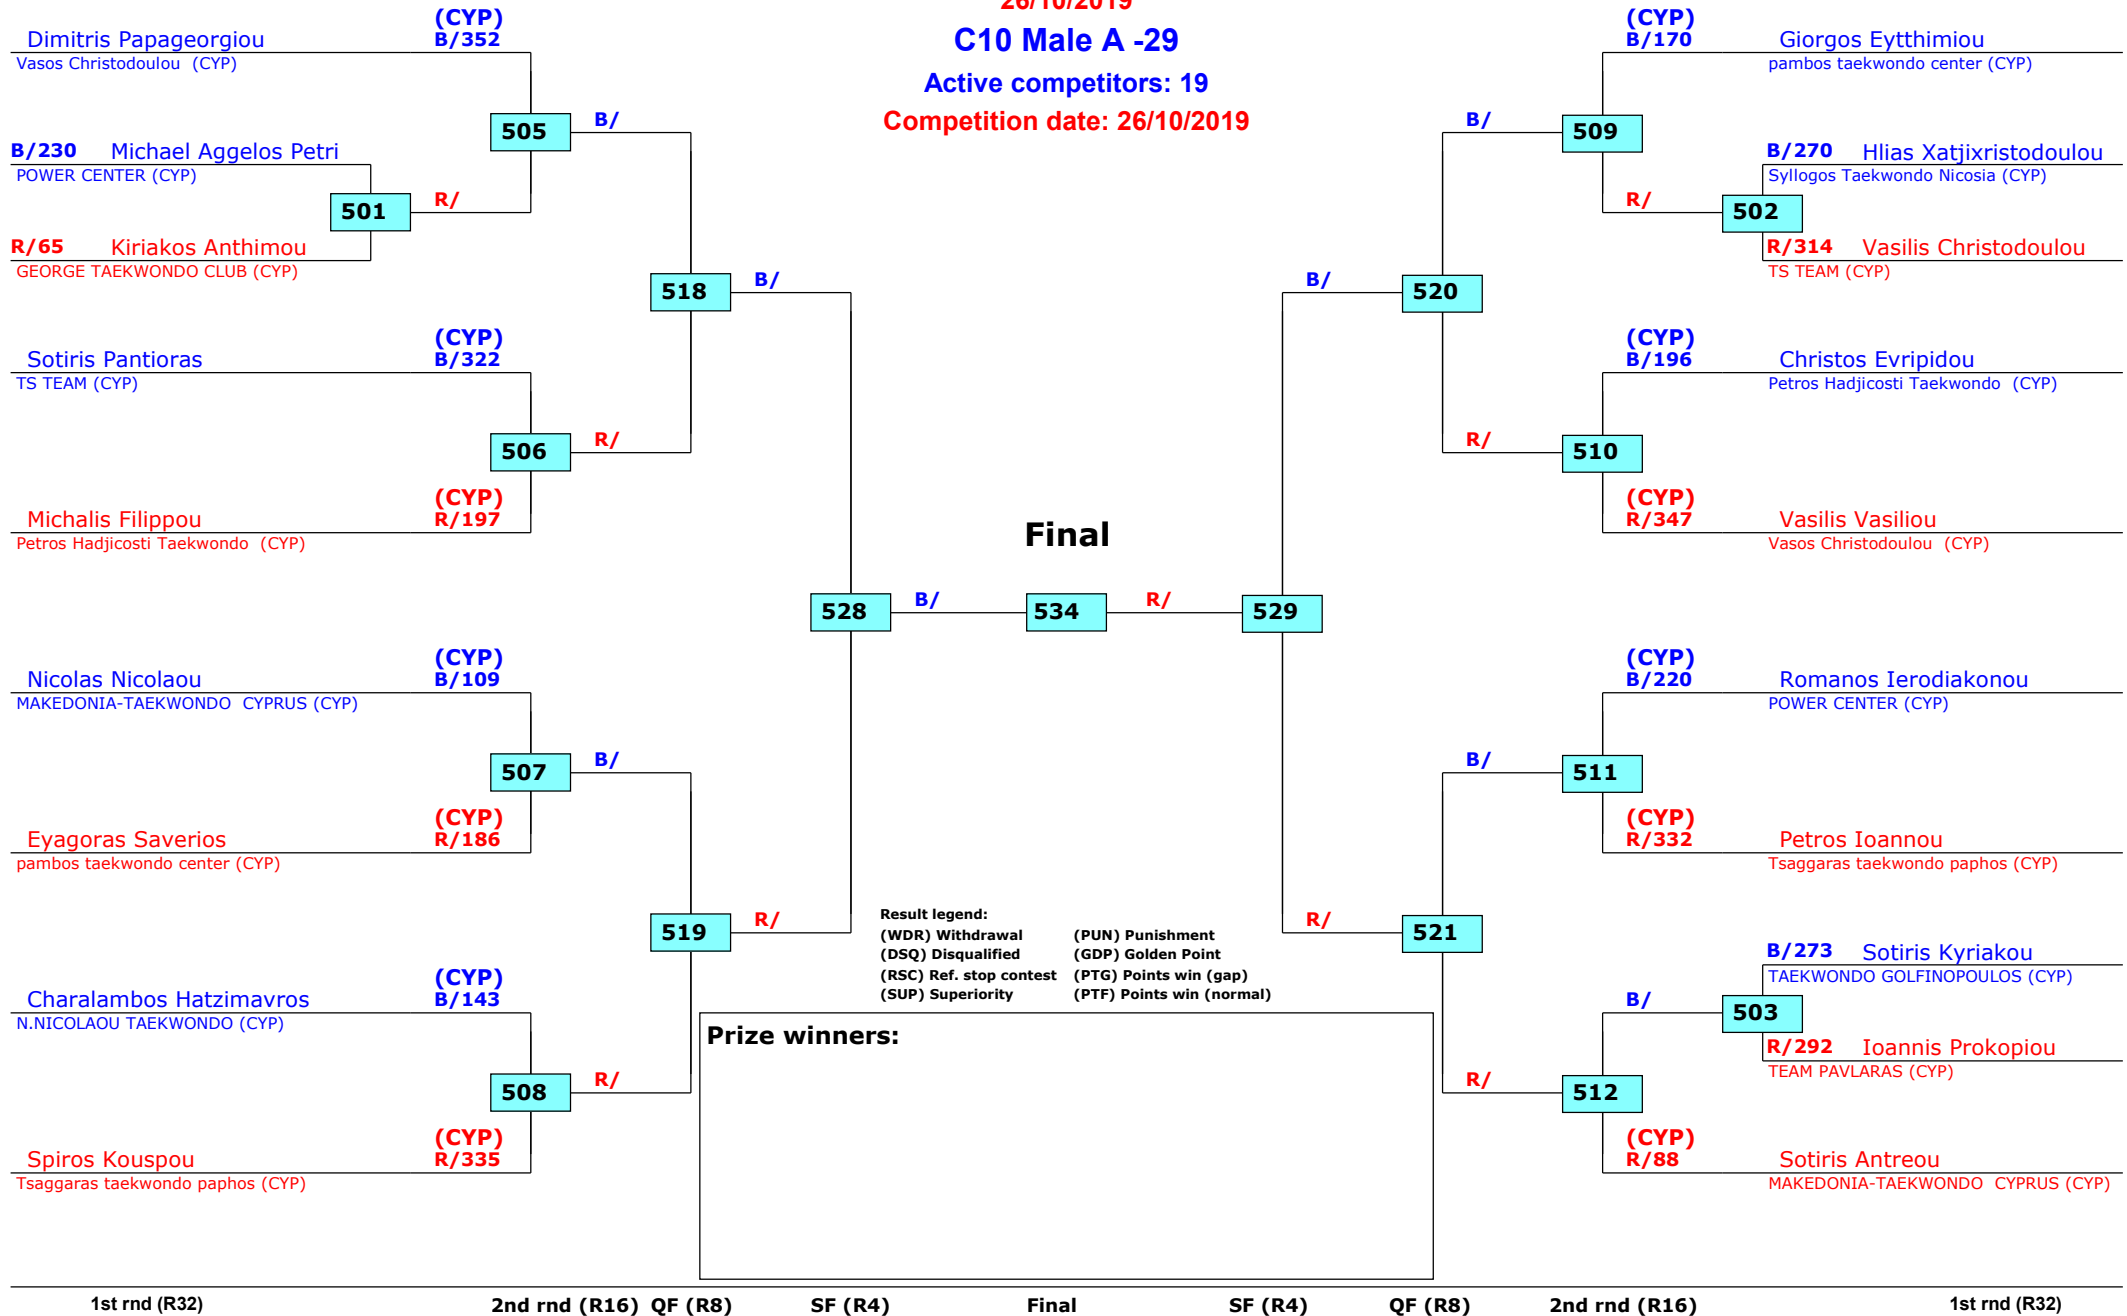 26/10/2019
C10 Male A -29
Active competitors: 19
Competition date: 26/10/2019
(CYP)
Dimitris Papageorgiou B/352
Vasos Christodoulou (CYP)
505
B/
B/230 Michael Aggelos Petri
POWER CENTER (CYP)
501
R/
R/65 Kiriakos Anthimou
GEORGE TAEKWONDO CLUB (CYP)
518
B/
(CYP)
Sotiris Pantioras B/322
TS TEAM (CYP)
506
R/
(CYP)
Michalis Filippou R/197
Petros Hadjicosti Taekwondo (CYP)
528
B/
(CYP)
Nicolas Nicolaou B/109
MAKEDONIA-TAEKWONDO CYPRUS (CYP)
507
B/
(CYP)
Eyagoras Saverios R/186
pambos taekwondo center (CYP)
519
R/
(CYP)
Charalambos Hatzimavros B/143
N.NICOLAOU TAEKWONDO (CYP)
508
R/
(CYP)
Spiros Kouspou R/335
Tsaggaras taekwondo paphos (CYP)
Final
534
R/
529
(CYP)
B/170 Giorgos Eytthimiou
pambos taekwondo center (CYP)
B/
509
B/270 Hlias Xatjixristodoulou
Syllogos Taekwondo Nicosia (CYP)
R/
502
R/314 Vasilis Christodoulou
TS TEAM (CYP)
B/
520
(CYP)
B/196 Christos Evripidou
Petros Hadjicosti Taekwondo (CYP)
R/
510
(CYP)
R/347 Vasilis Vasiliou
Vasos Christodoulou (CYP)
(CYP)
B/220 Romanos Ierodiakonou
POWER CENTER (CYP)
B/
511
(CYP)
R/332 Petros Ioannou
Tsaggaras taekwondo paphos (CYP)
R/
521
B/273 Sotiris Kyriakou
TAEKWONDO GOLFINOPOULOS (CYP)
B/
503
R/292 Ioannis Prokopiou
TEAM PAVLARAS (CYP)
R/
512
(CYP)
R/88 Sotiris Antreou
MAKEDONIA-TAEKWONDO CYPRUS (CYP)
Result legend:
(WDR) Withdrawal (PUN) Punishment
(DSQ) Disqualified (GDP) Golden Point
(RSC) Ref. stop contest (PTG) Points win (gap)
(SUP) Superiority (PTF) Points win (normal)
Prize winners:
1st rnd (R32) 2nd rnd (R16) QF (R8) SF (R4) Final SF (R4) QF (R8) 2nd rnd (R16) 1st rnd (R32)